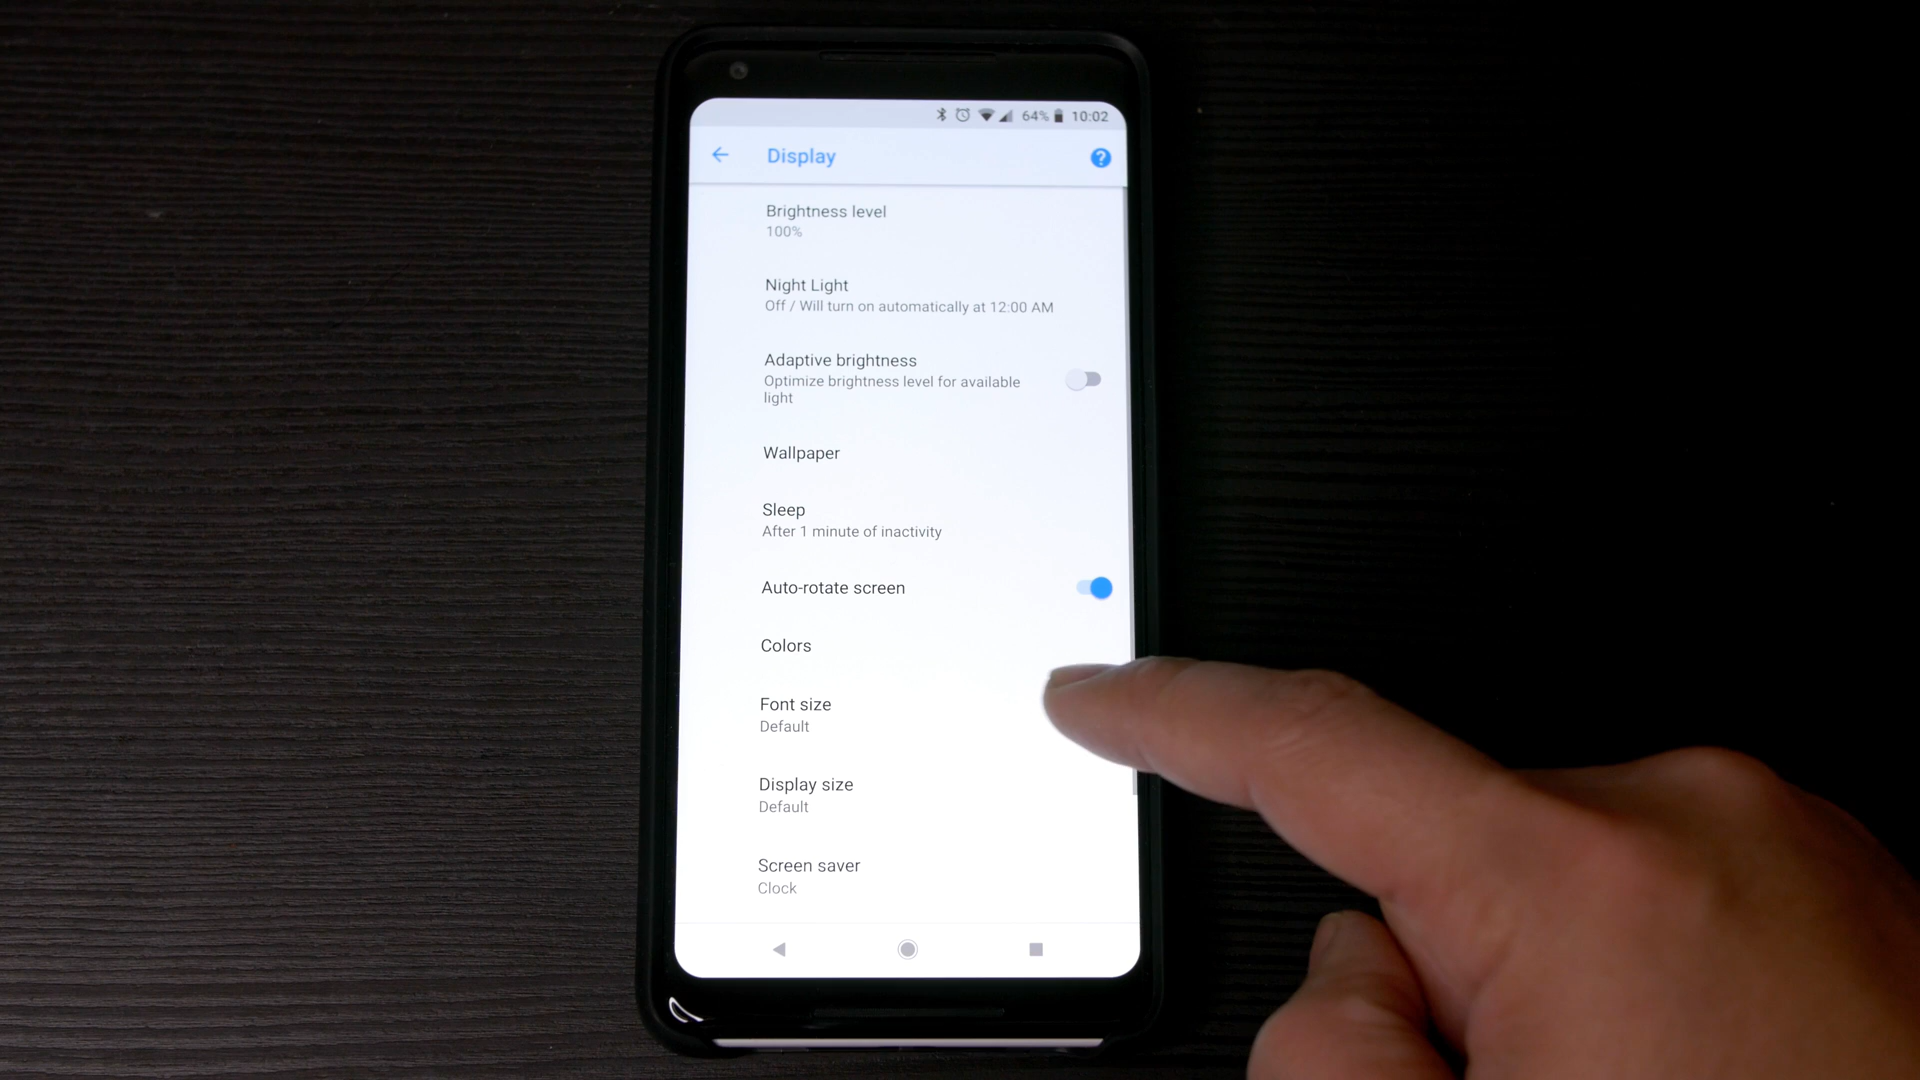 64% 10:02
Display
Brightness level
100%
Night Light
Off / Will turn on automatically at 12:00 AM
Adaptive brightness
Optimize brightness level for available
light
Wallpaper
Sleep
After 1 minute of inactivity
Auto-rotate screen
Colors
Font size
Default
Display size
Default
Screen saver
Clock